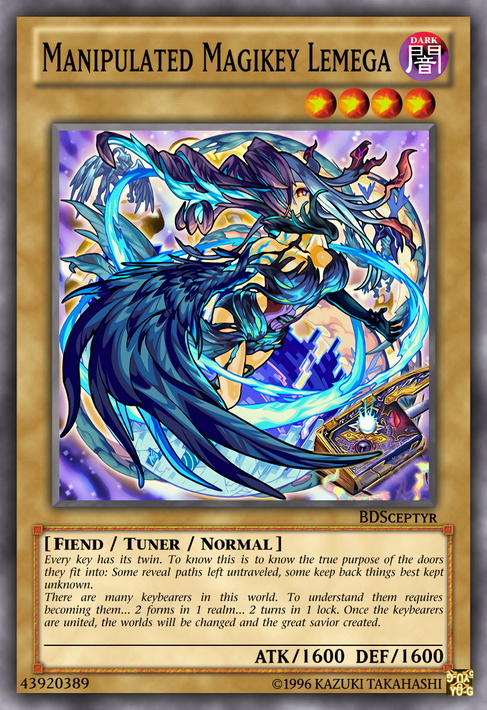 MANIPULATED MAGIKEY LEMEGA
DARK
闇
BDSCEPTYR
[ FIEND / TUNER / NORMAL ]
Every key has its twin. To know this is to know the true purpose of the doors
they fit into: Some reveal paths left untraveled, some keep back things best kept
unknown.
There are many keybearers in this world. To understand them requires
becoming them... 2 forms in 1 realm... 2 turns in 1 lock. Once the keybearers
are united, the worlds will be changed and the great savior created.
ATK/1600 DEF/1600
43920389
©1996 KAZUKI TAKAHASHI